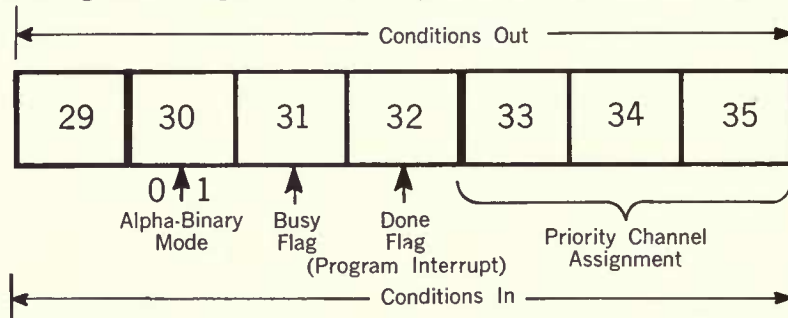 Conditions Out
29 30 31 32 33 34 35
0 1
Alpha-Binary
Mode
Busy
Flag
Done
Flag
(Program Interrupt)
Priority Channel
Assignment
Conditions In